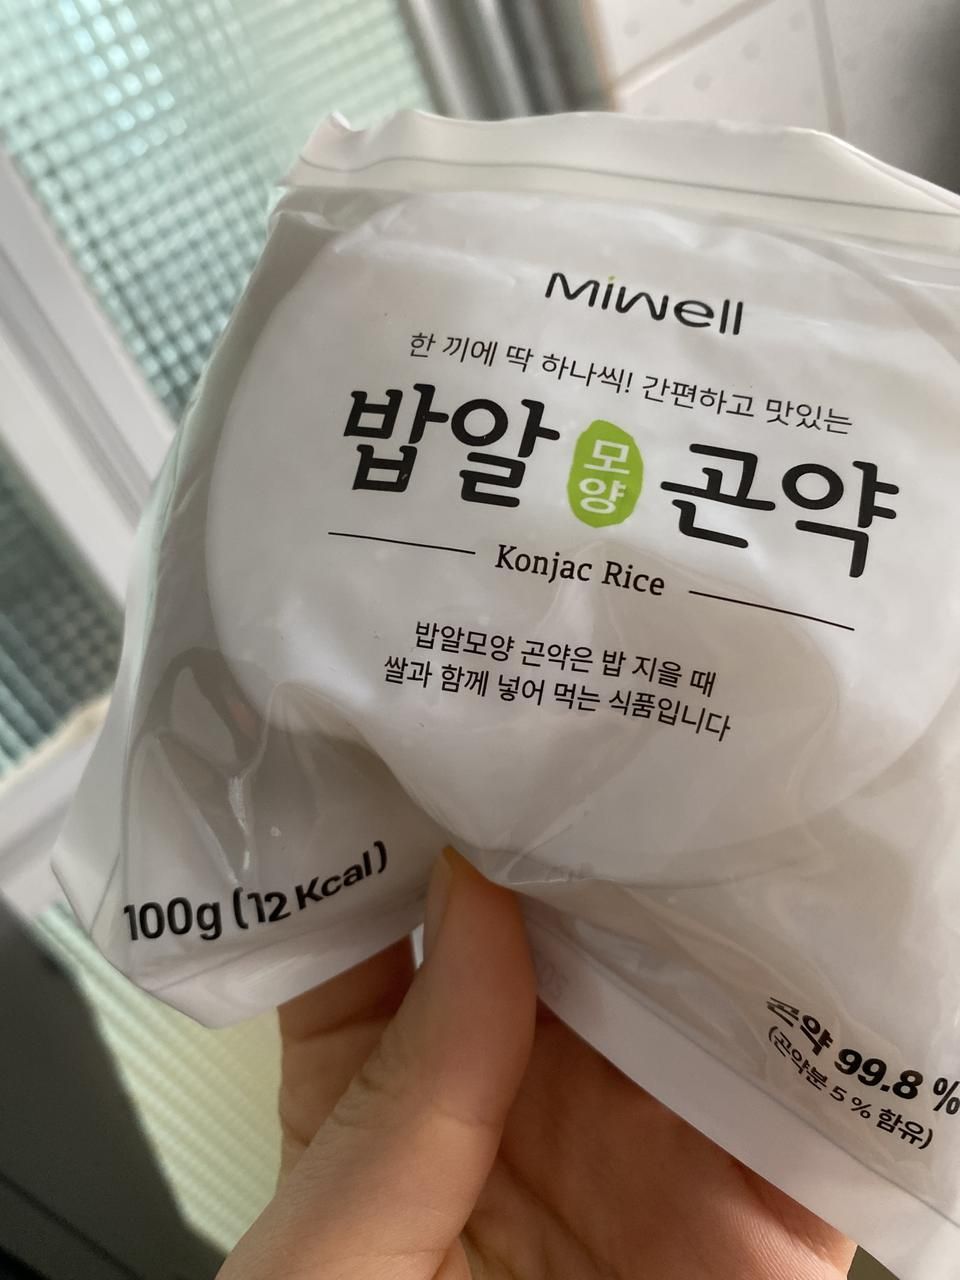 Miwell
한 끼에 딱 하나씩! 간편하고 맛있는
밥알 모양 곤약
Konjac Rice
밥알모양 곤약은 밥 지을 때
쌀과 함께 넣어 먹는 식품입니다
100g (12 Kcal)
곤약 99.8 %
(곤약분 5 % 함유)